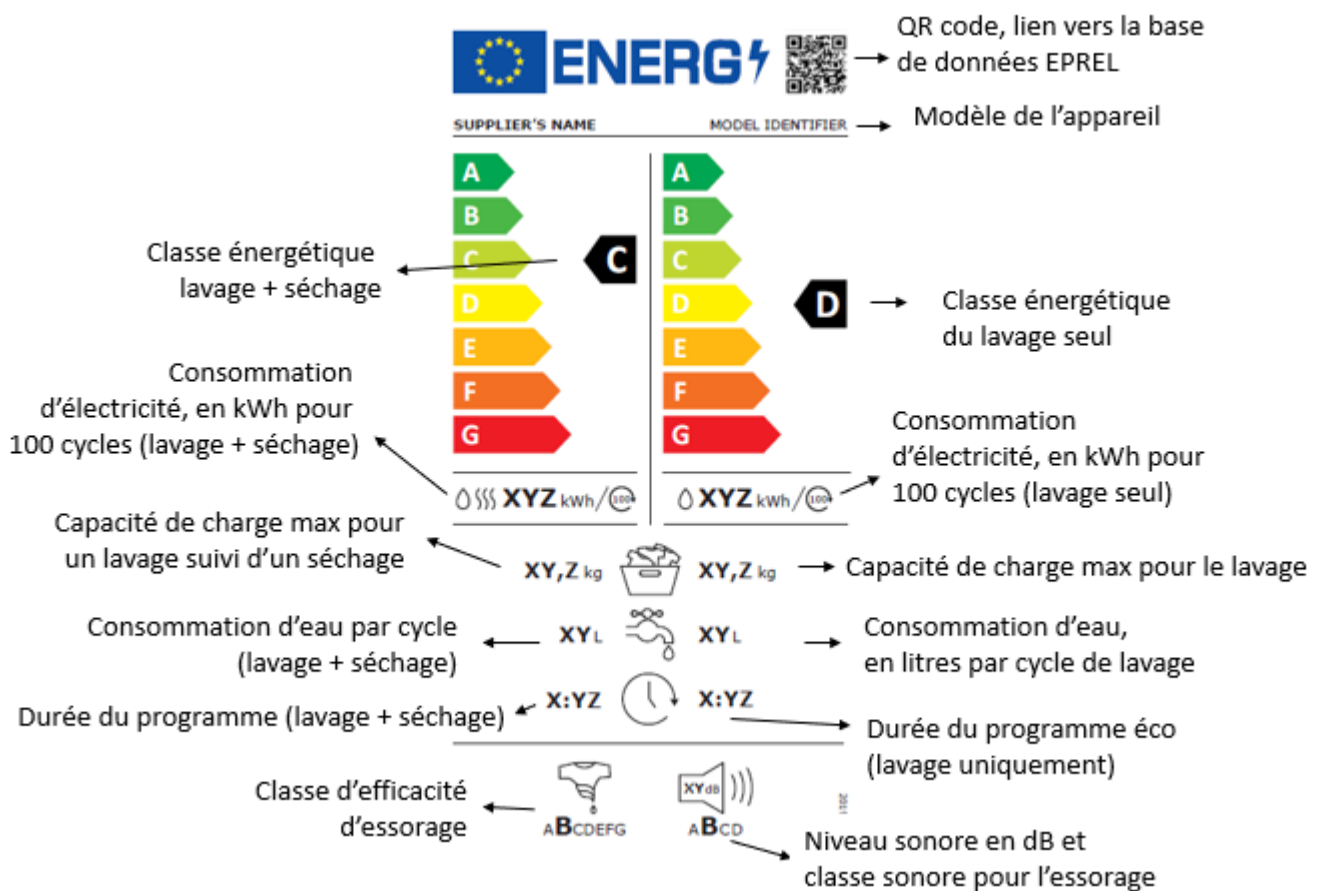 ENERG
QR code, lien vers la base
de données EPREL
SUPPLIER'S NAME
MODEL IDENTIFIER
Modèle de l'appareil
A
B
C
D
E
F
G
C
A
B
C
D
E
F
G
D
Classe énergétique
lavage + séchage
Classe énergétique
du lavage seul
Consommation
d'électricité, en kWh pour
100 cycles (lavage + séchage)
Consommation
d'électricité, en kWh pour
100 cycles (lavage seul)
XYZ kWh/100
XYZ kWh/100
Capacité de charge max pour
un lavage suivi d'un séchage
XY,Z kg
XY,Z kg
Capacité de charge max pour le lavage
Consommation d'eau par cycle
(lavage + séchage)
XY L
XY L
Consommation d'eau,
en litres par cycle de lavage
Durée du programme (lavage + séchage)
X:YZ
X:YZ
Durée du programme éco
(lavage uniquement)
Classe d'efficacité
d'essorage
ABCDEFG
XY dB
ABCD
Niveau sonore en dB et
classe sonore pour l'essorage